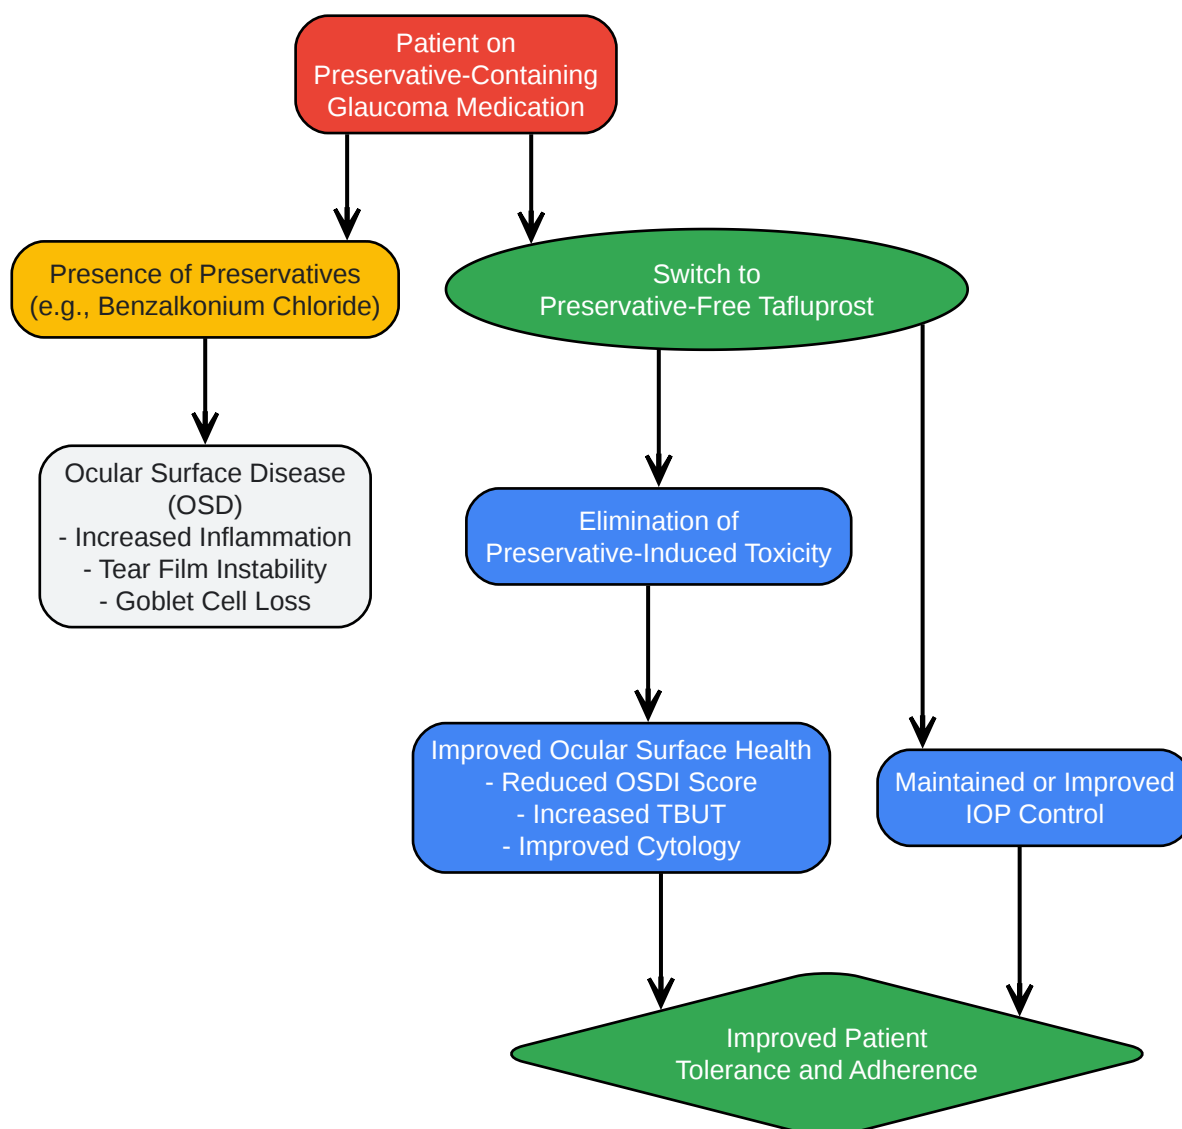 Patient on
Preservative-Containing
Glaucoma Medication
Presence of Preservatives
(e.g., Benzalkonium Chloride)
Switch to
Preservative-Free Tafluprost
Ocular Surface Disease
(OSD)
- Increased Inflammation
- Tear Film Instability
- Goblet Cell Loss
Elimination of
Preservative-Induced Toxicity
Improved Ocular Surface Health
- Reduced OSDI Score
- Increased TBUT
- Improved Cytology
Maintained or Improved
IOP Control
Improved Patient
Tolerance and Adherence